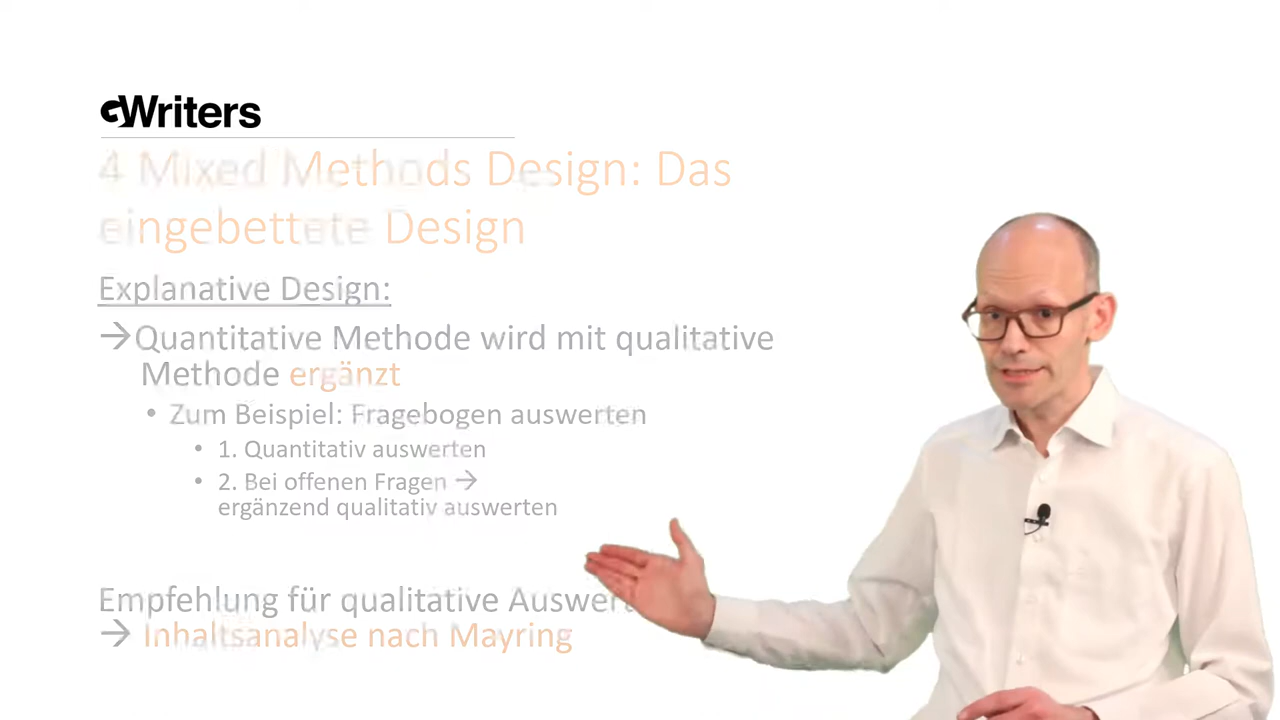 GWriters
4 Mixed Methods Design: Das
eingebettete Design
Explanative Design:
→Quantitative Methode wird mit qualitative
Methode ergänzt
• Zum Beispiel: Fragebogen auswerten
• 1. Quantitativ auswerten
• 2. Bei offenen Fragen →
ergänzend qualitativ auswerten
Empfehlung für qualitative
→ Inhaltsanalyse nach Mayring